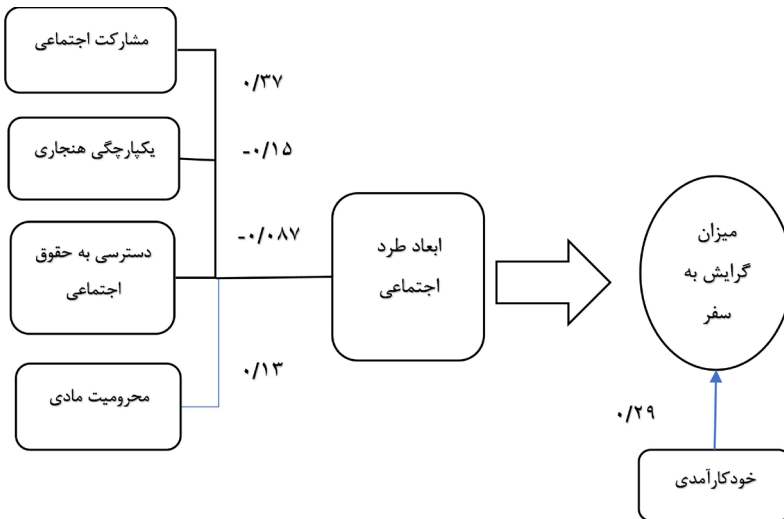 مشارکت اجتماعی
۰/۳۷
یکپارچگی هنجاری
-۰/۱۵
-۰/۰۸۷
دسترسی به حقوق
اجتماعی
ابعاد طرد
اجتماعی
میزان
گرایش به
سفر
۰/۱۳
محرومیت مادی
۰/۲۹
خودکارآمدی